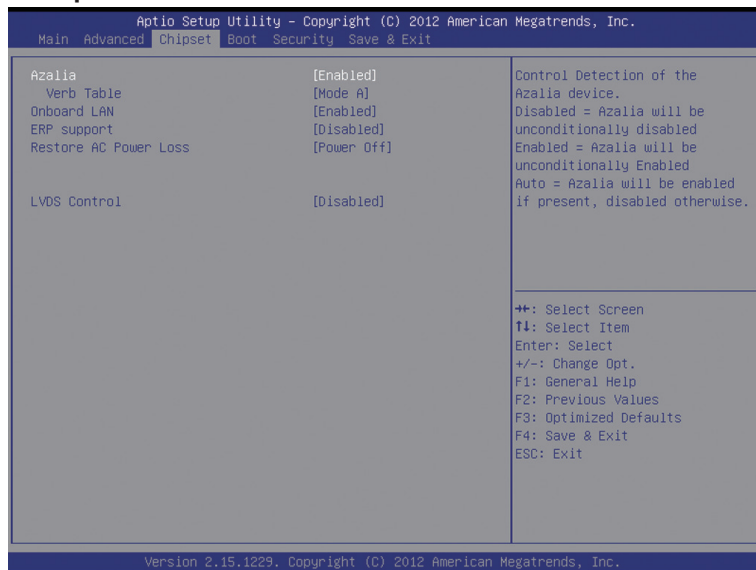 Aptio Setup Utility – Copyright (C) 2012 American Megatrends, Inc.
Main Advanced Chipset Boot Security Save & Exit
Azalia [Enabled]
Verb Table [Mode A]
Onboard LAN [Enabled]
ERP support [Disabled]
Restore AC Power Loss [Power Off]
LVDS Control [Disabled]
Control Detection of the
Azalia device.
Disabled = Azalia will be
unconditionally disabled
Enabled = Azalia will be
unconditionally Enabled
Auto = Azalia will be enabled
if present, disabled otherwise.
→←: Select Screen
↑↓: Select Item
Enter: Select
+/-: Change Opt.
F1: General Help
F2: Previous Values
F3: Optimized Defaults
F4: Save & Exit
ESC: Exit
Version 2.15.1229. Copyright (C) 2012 American Megatrends, Inc.